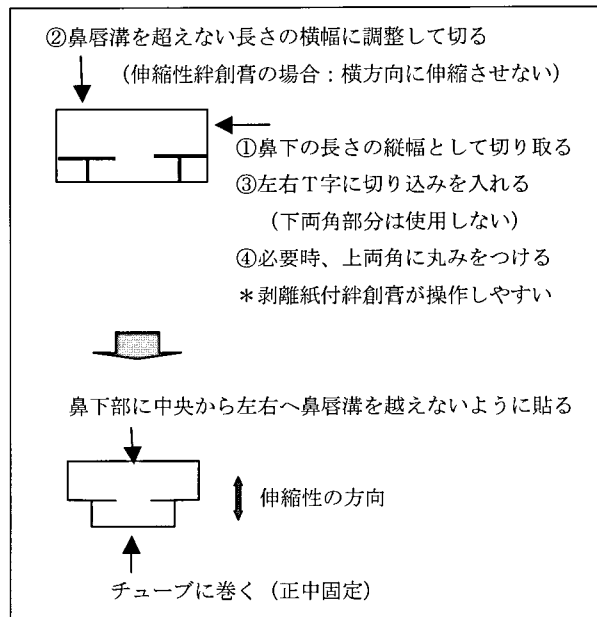 ②鼻唇溝を超えない長さの横幅に調整して切る
(伸縮性絆創膏の場合：横方向に伸縮させない)
①鼻下の長さの縦幅として切り取る
③左右T字に切り込みを入れる
(下両角部分は使用しない)
④必要時、上両角に丸みをつける
＊剥離紙付絆創膏が操作しやすい
鼻下部に中央から左右へ鼻唇溝を越えないように貼る
伸縮性の方向
チューブに巻く（正中固定）